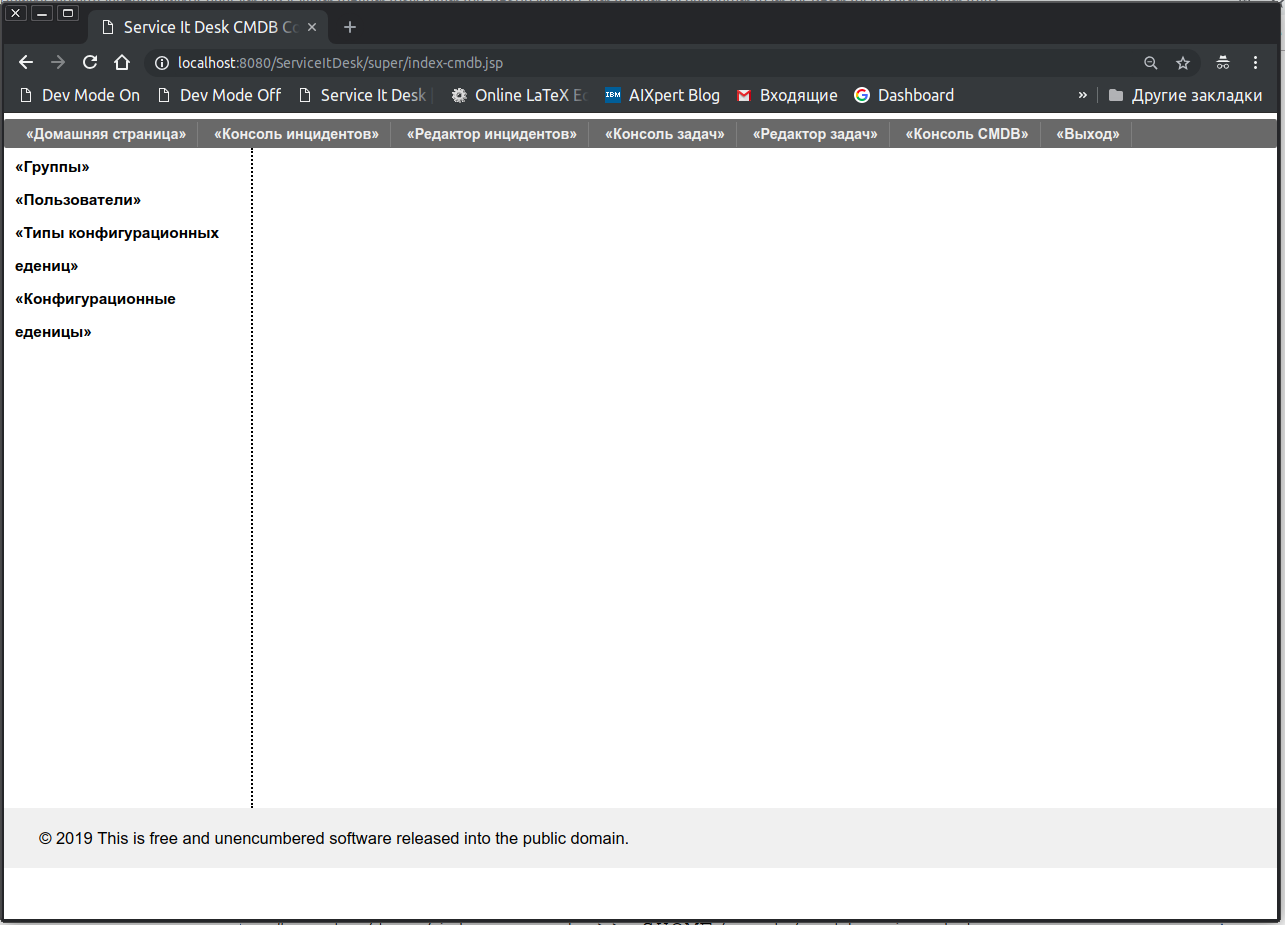 Service It Desk CMDB Co
localhost:8080/ServiceItDesk/super/index-cmdb.jsp
Dev Mode On Dev Mode Off Service It Desk Online LaTeX Ec IBM AIXpert Blog Входящие Dashboard » Другие закладки
«Домашняя страница» «Консоль инцидентов» «Редактор инцидентов» «Консоль задач» «Редактор задач» «Консоль CMDB» «Выход»
«Группы»
«Пользователи»
«Типы конфигурационных
едениц»
«Конфигурационные
еденицы»
© 2019 This is free and unencumbered software released into the public domain.